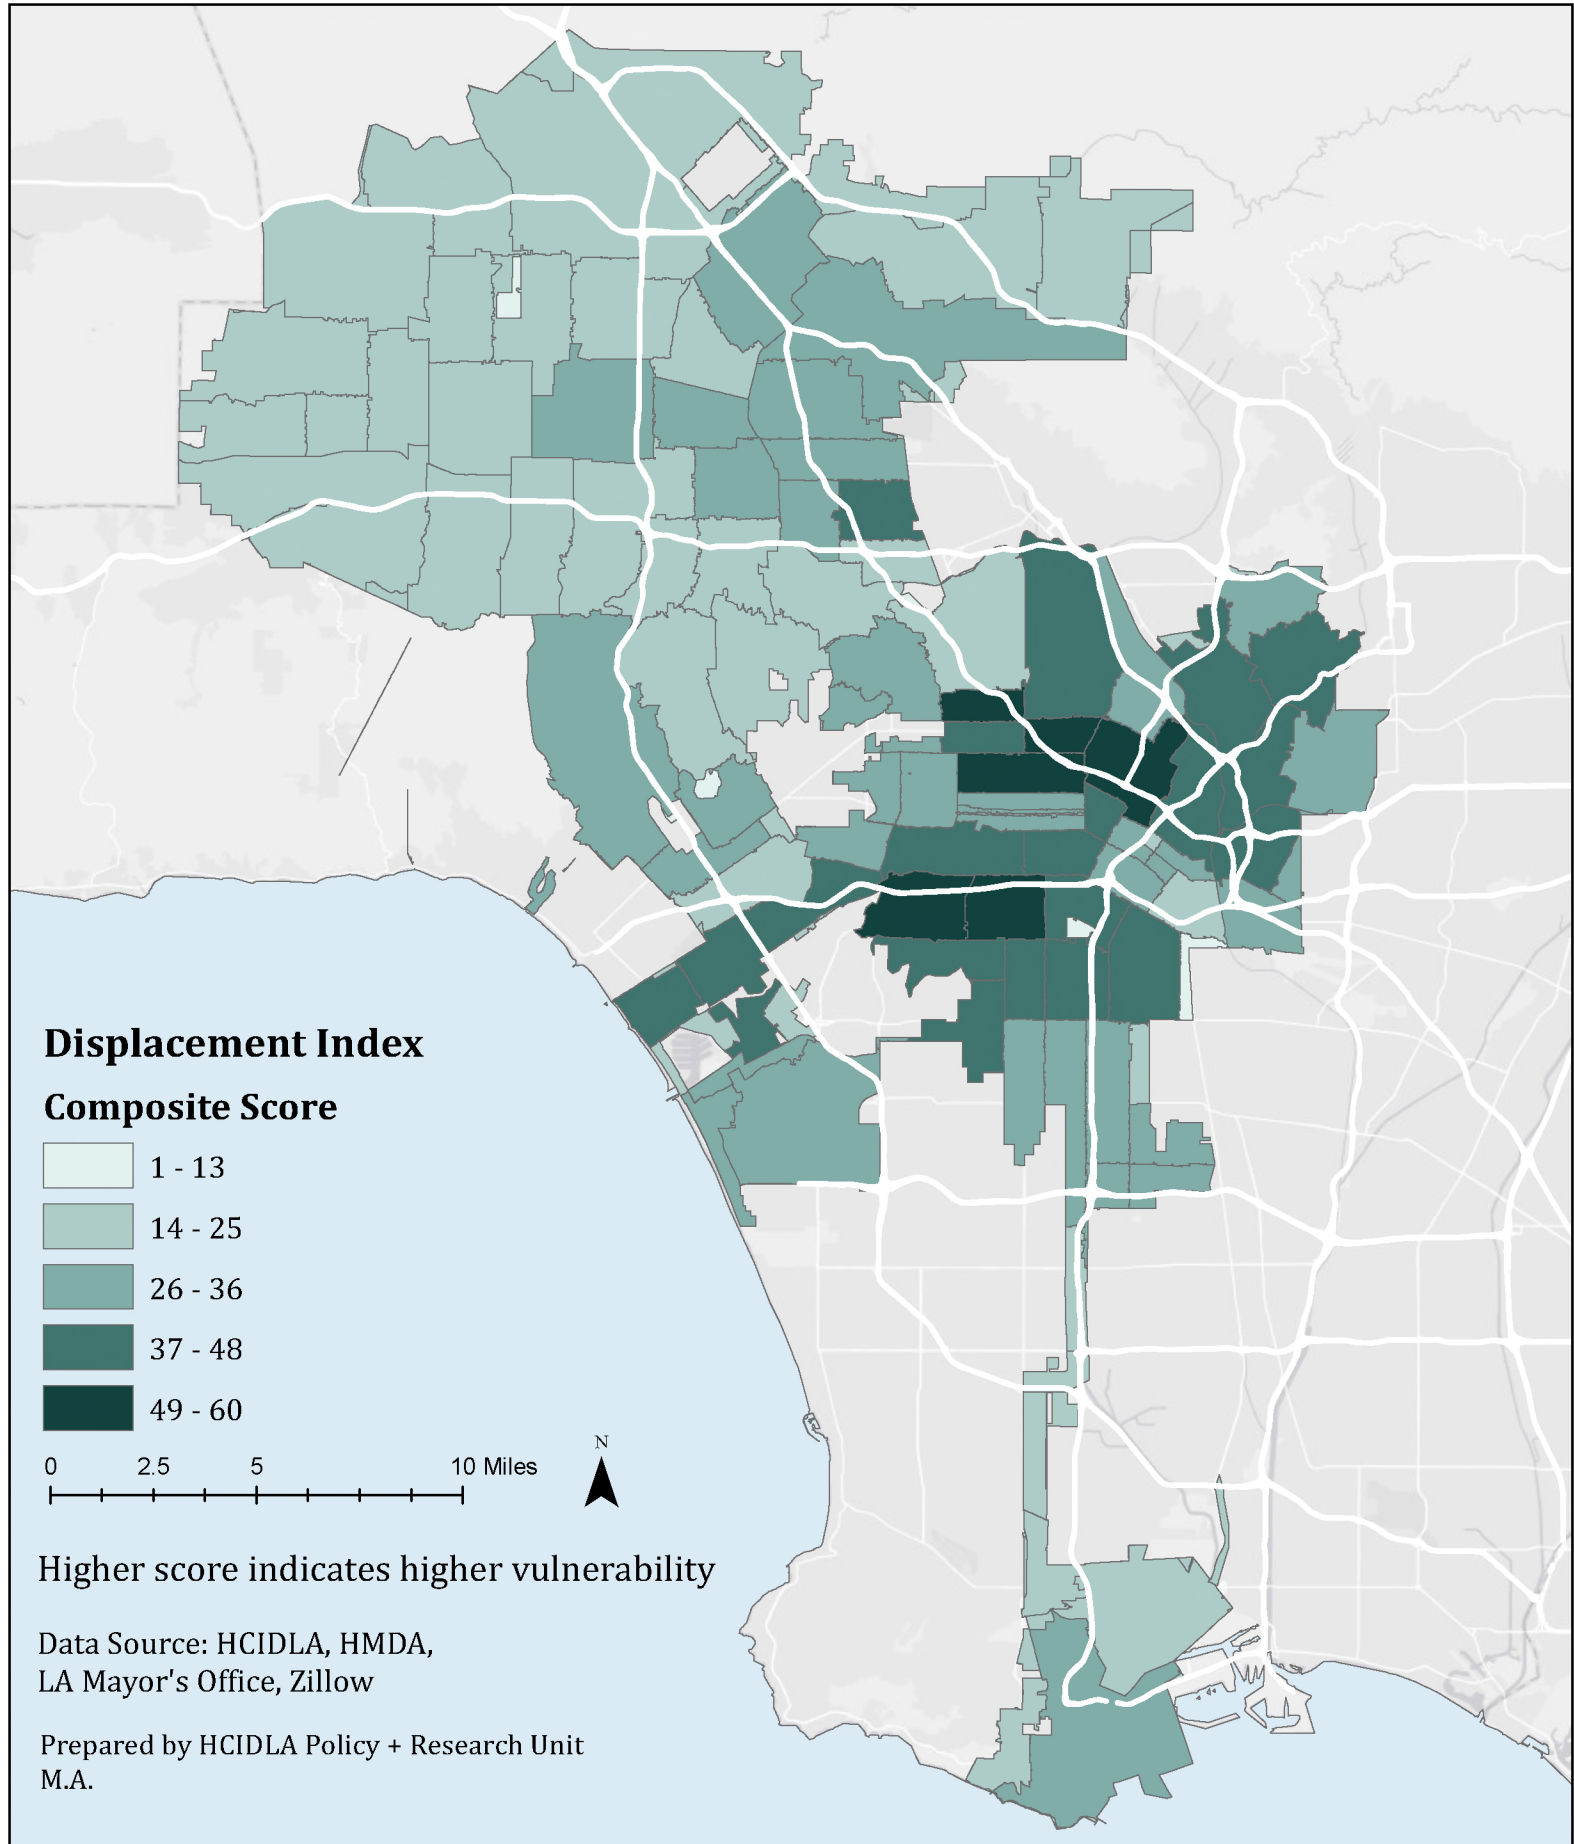 Displacement Index
Composite Score
1 - 13
14 - 25
26 - 36
37 - 48
49 - 60
0 2.5 5 10 Miles
N
Higher score indicates higher vulnerability
Data Source: HCIDLA, HMDA,
LA Mayor's Office, Zillow
Prepared by HCIDLA Policy + Research Unit
M.A.